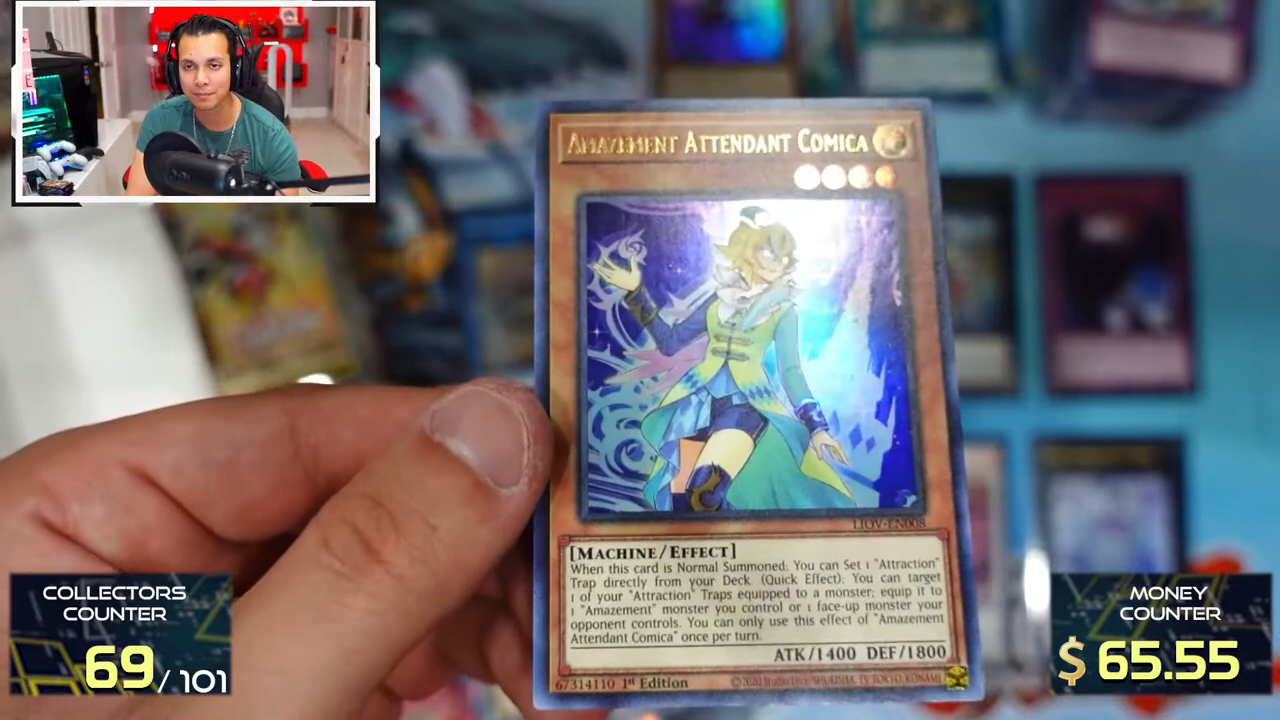 AMAZEMENT ATTENDANT COMICA
LIOV-EN008
[MACHINE/EFFECT]
When this card is Normal Summoned: You can Set 1 "Attraction"
Trap directly from your Deck. (Quick Effect): You can target
1 of your "Attraction" Traps equipped to a monster; equip it to
1 "Amazement" monster you control or 1 face-up monster your
opponent controls. You can only use this effect of "Amazement
Attendant Comica" once per turn.
ATK/1400 DEF/1800
67314110 1st Edition
COLLECTORS
COUNTER
69/101
MONEY
COUNTER
$65.55